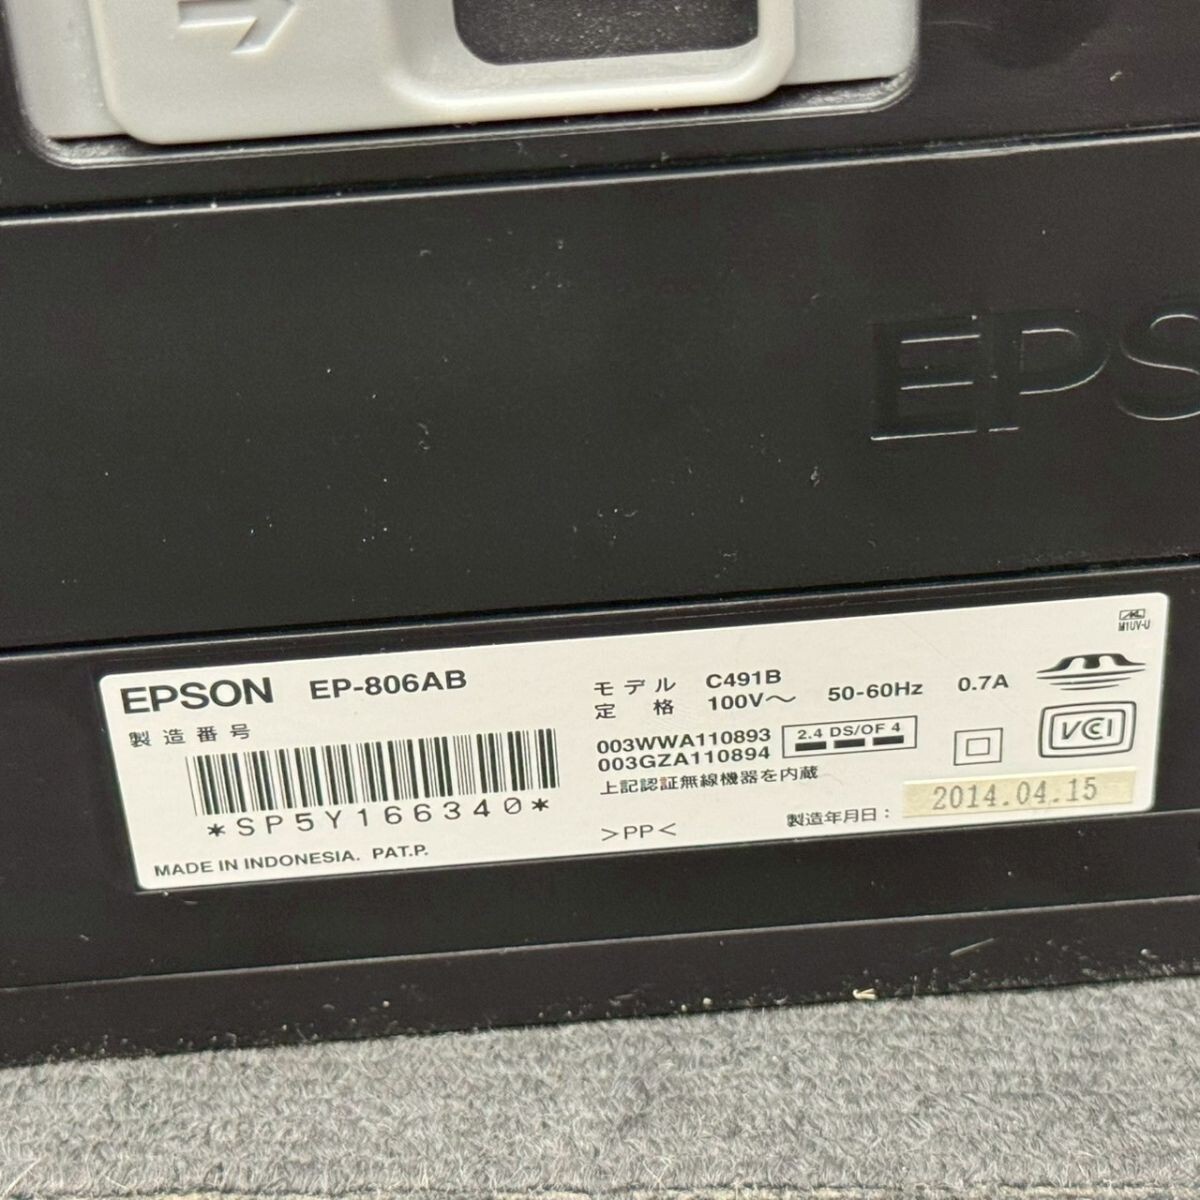 EPS
EPSON EP-806AB
製造番号
*SP5Y166340*
MADE IN INDONESIA. PAT.P.
モデル C491B
定格 100V～ 50-60Hz 0.7A
003WWA110893
003GZA110894
2.4 DS/OF 4
上記認証無線機器を内蔵
>PP<
製造年月日：
2014.04.15
M1UV-U
VCI